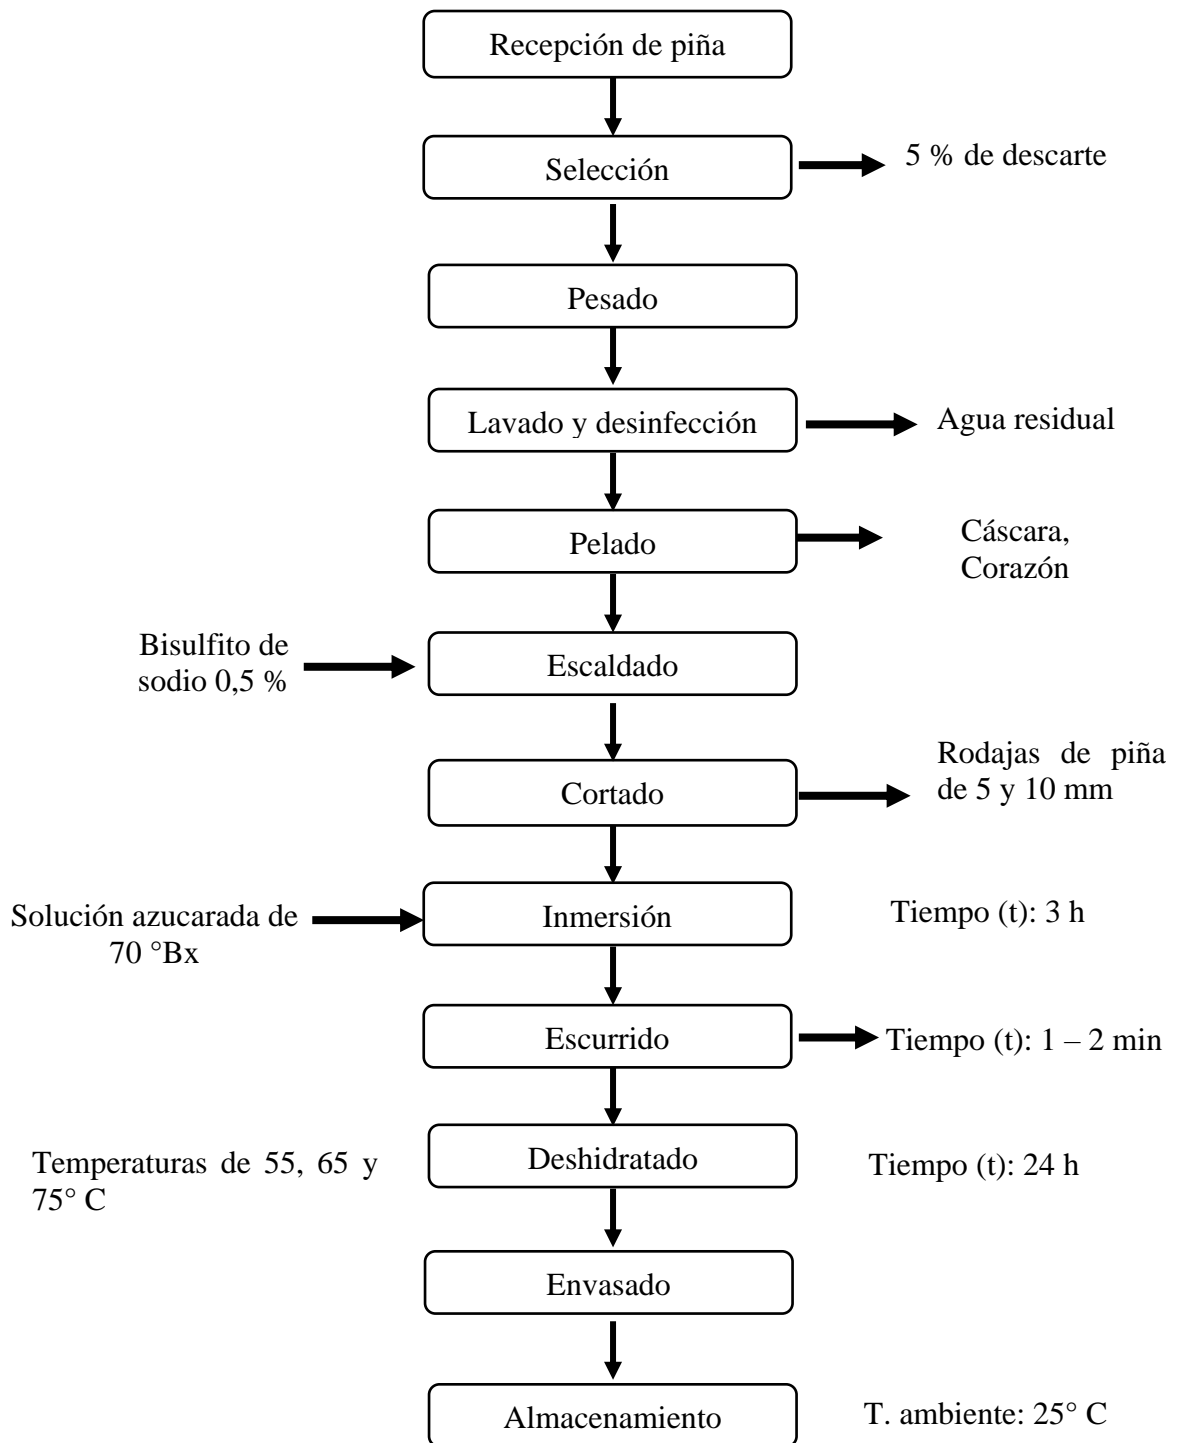 Recepción de piña
Selección
5 % de descarte
Pesado
Lavado y desinfección
Agua residual
Pelado
Cáscara,
Corazón
Bisulfito de
sodio 0,5 %
Escaldado
Cortado
Rodajas de piña
de 5 y 10 mm
Solución azucarada de
70 °Bx
Inmersión
Tiempo (t): 3 h
Escurrido
Tiempo (t): 1 – 2 min
Temperaturas de 55, 65 y
75° C
Deshidratado
Tiempo (t): 24 h
Envasado
Almacenamiento
T. ambiente: 25° C